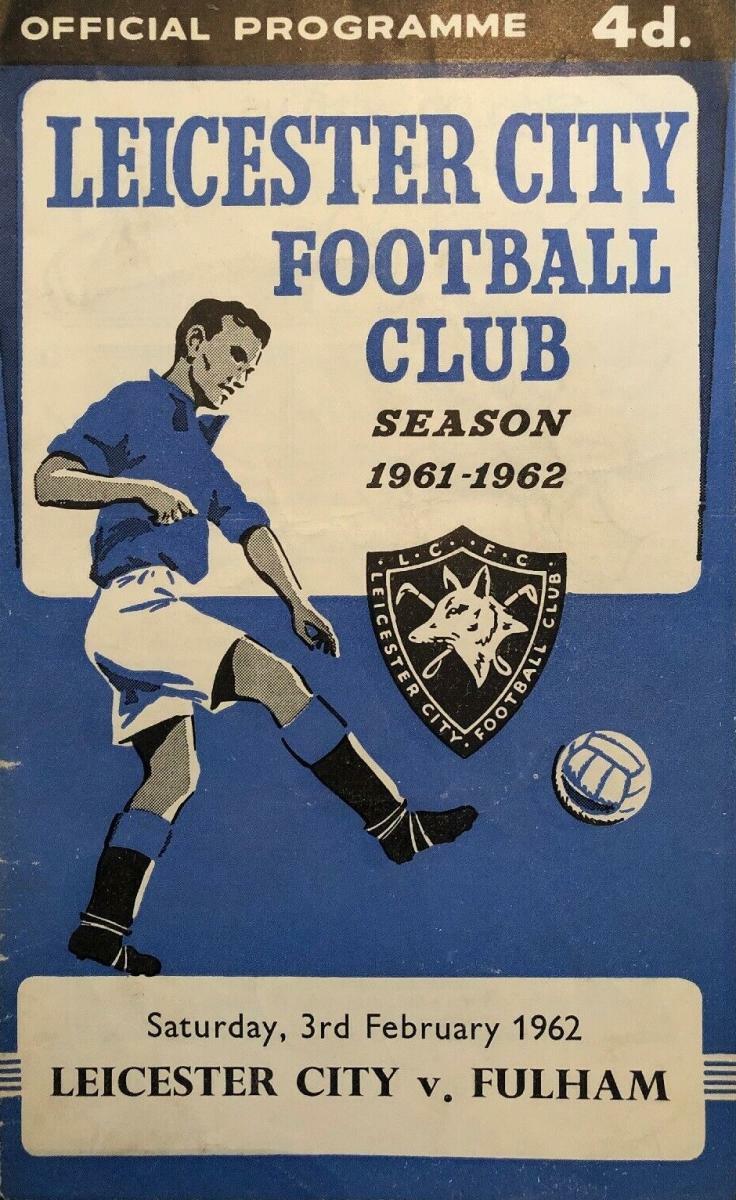 OFFICIAL PROGRAMME 4d.
LEICESTER CITY
FOOTBALL
CLUB
SEASON
1961-1962
· L · C · · F · C ·
LEICESTER CITY · FOOTBALL CLUB
Saturday, 3rd February 1962
LEICESTER CITY v. FULHAM